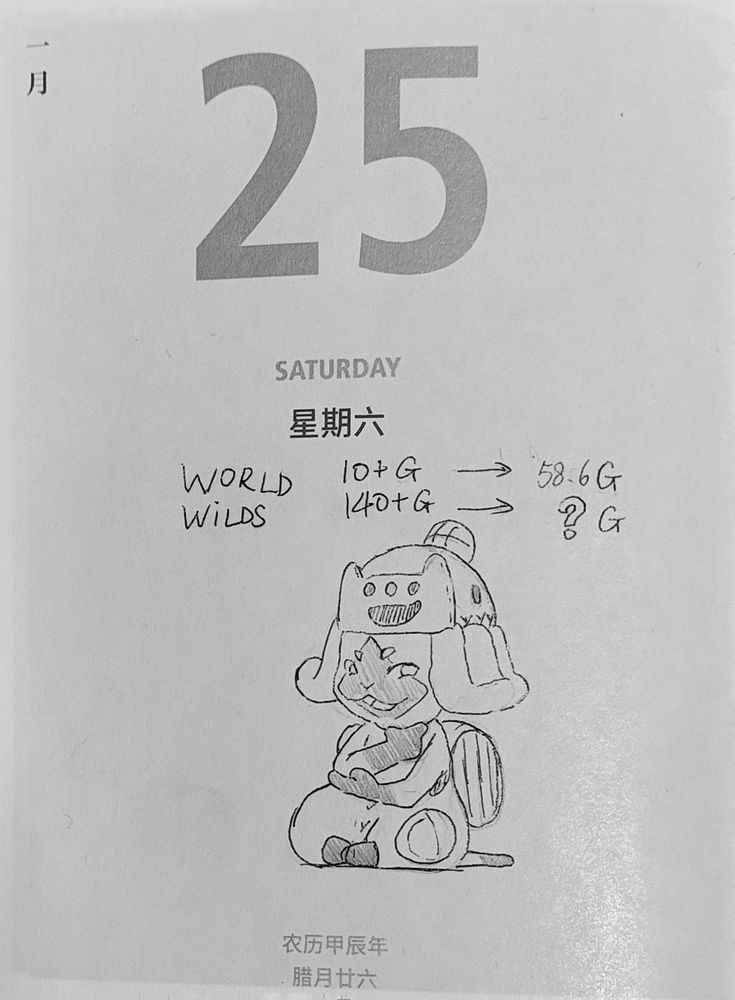 一月
25
SATURDAY
星期六
WORLD 10+G → 58.6G
WiLDS 140+G → ? G
农历甲辰年
腊月廿六